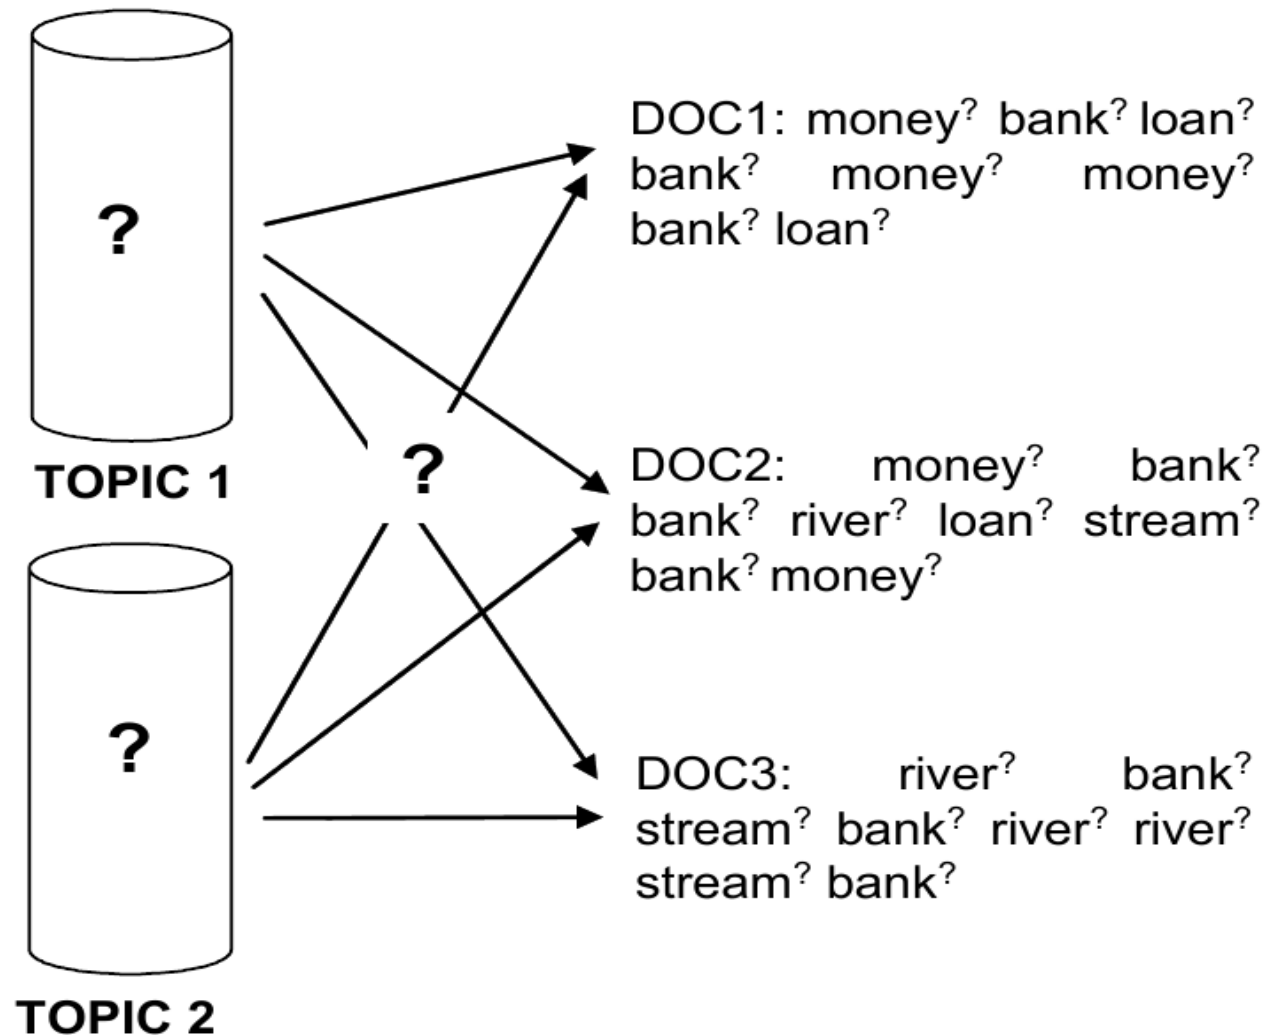 ?
TOPIC 1
?
TOPIC 2
?
DOC1: money? bank? loan?
bank? money? money?
bank? loan?
DOC2: money? bank?
bank? river? loan? stream?
bank? money?
DOC3: river? bank?
stream? bank? river? river?
stream? bank?